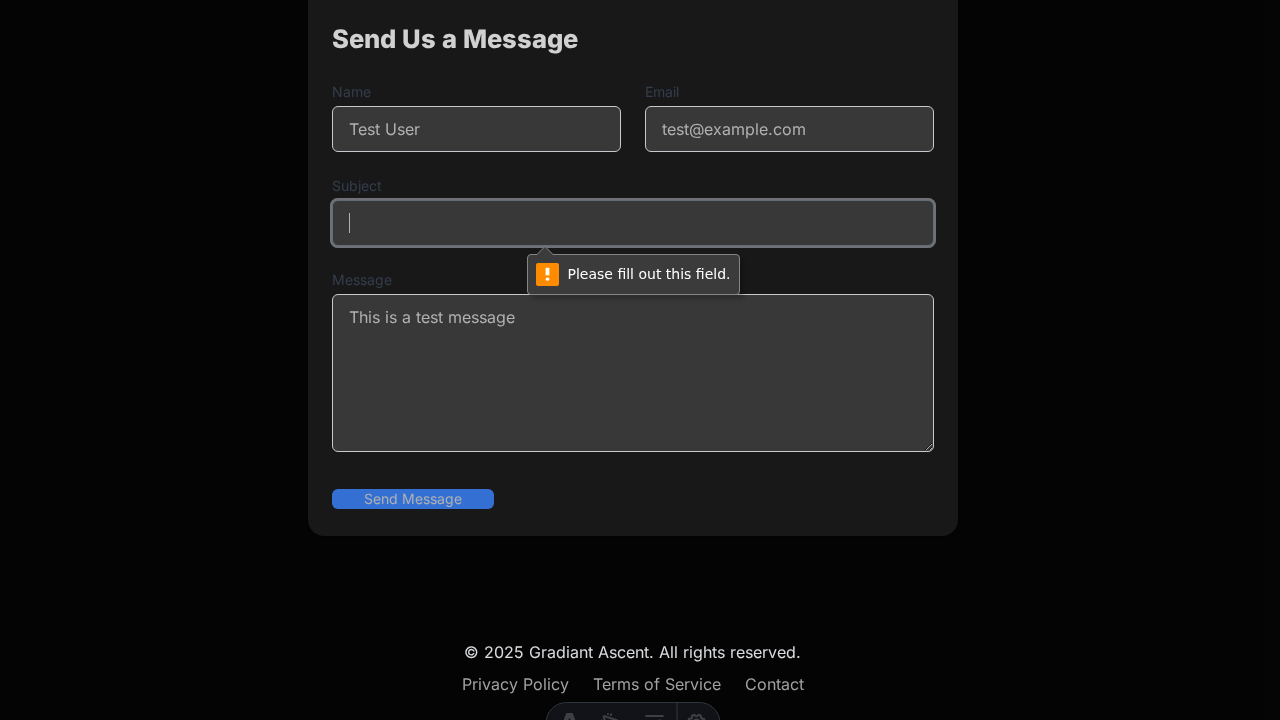 Send Us a Message
Name
Email
Test User
test@example.com
Subject
Please fill out this field.
Message
This is a test message
Send Message
© 2025 Gradiant Ascent. All rights reserved.
Privacy Policy
Terms of Service
Contact